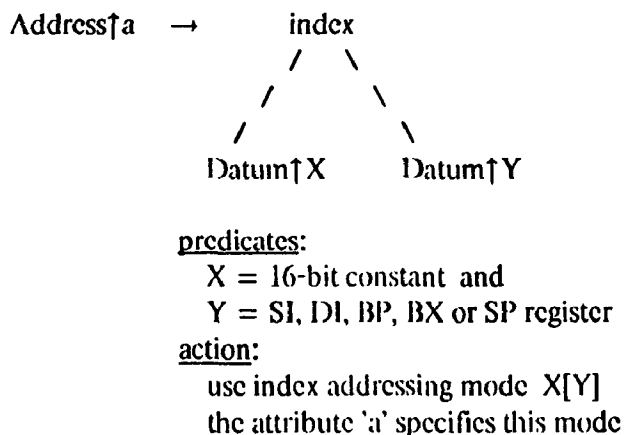 Address↑a → index
Datum↑X Datum↑Y
predicates:
X = 16-bit constant and
Y = SI, DI, BP, BX or SP register
action:
use index addressing mode X[Y]
the attribute 'a' specifies this mode